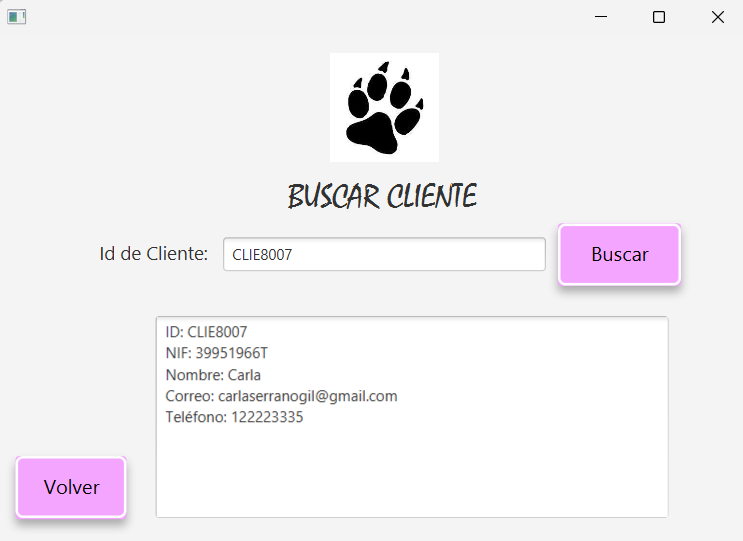 BUSCAR CLIENTE
Id de Cliente: CLIE8007 Buscar
ID: CLIE8007
NIF: 39951966T
Nombre: Carla
Correo: carlaserranogil@gmail.com
Teléfono: 122223335
Volver